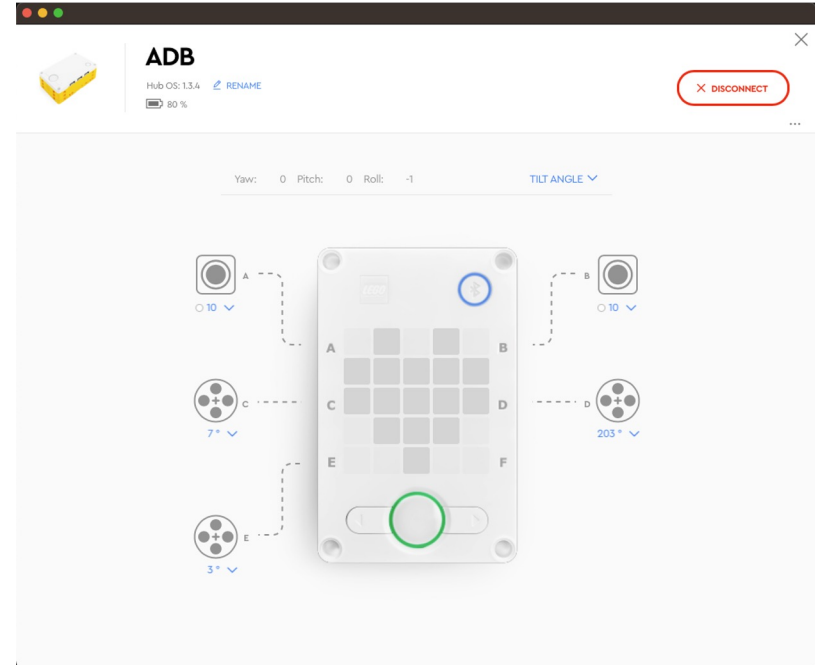 ADB
Hub OS: 1.3.4 RENAME
80 %
DISCONNECT
...
Yaw: 0 Pitch: 0 Roll: -1 TILT ANGLE
A
B
10
10
A
B
C
C
D
D
7°
203°
E
F
E
3°